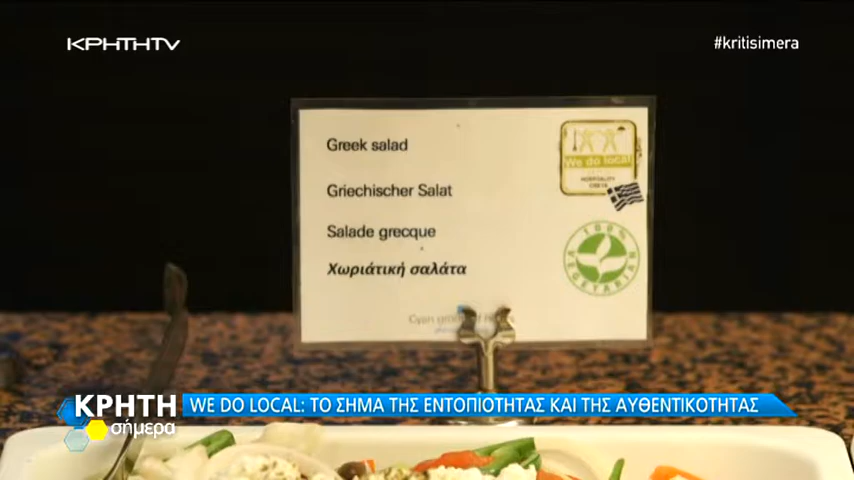 ΚΡΗΤΗTV
#kritisimera
Greek salad
Griechischer Salat
Salade grecque
Χωριάτική σαλάτα
We do local
HOSPITALITY
100%
VEGETARIAN
ΚΡΗΤΗ
σήμερα
WE DO LOCAL: ΤΟ ΣΗΜΑ ΤΗΣ ΕΝΤΟΠΙΟΤΗΤΑΣ ΚΑΙ ΤΗΣ ΑΥΘΕΝΤΙΚΟΤΗΤΑΣ